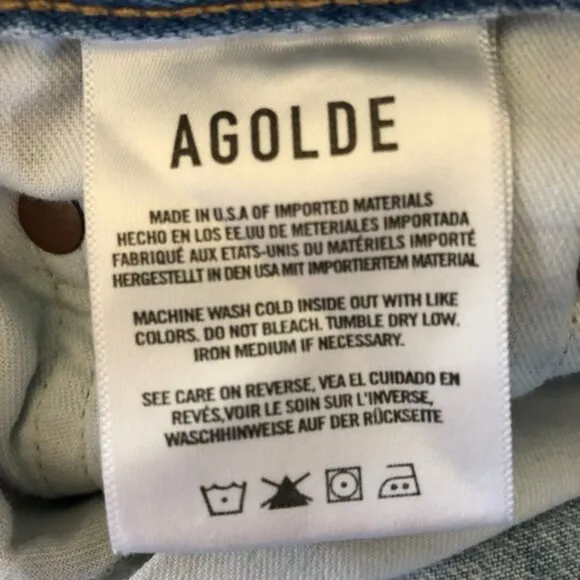 AGOLDE
MADE IN U.S.A OF IMPORTED MATERIALS
HECHO EN LOS EE.UU DE METERIALES IMPORTADA
FABRIQUÉ AUX ETATS-UNIS DU MATÉRIELS IMPORTÉ
HERGESTELLT IN DEN USA MIT IMPORTIERTEM MATERIAL
MACHINE WASH COLD INSIDE OUT WITH LIKE
COLORS. DO NOT BLEACH. TUMBLE DRY LOW.
IRON MEDIUM IF NECESSARY.
SEE CARE ON REVERSE, VEA EL CUIDADO EN
REVÉS,VOIR LE SOIN SUR L'INVERSE,
WASCHHINWEISE AUF DER RÜCKSEITE